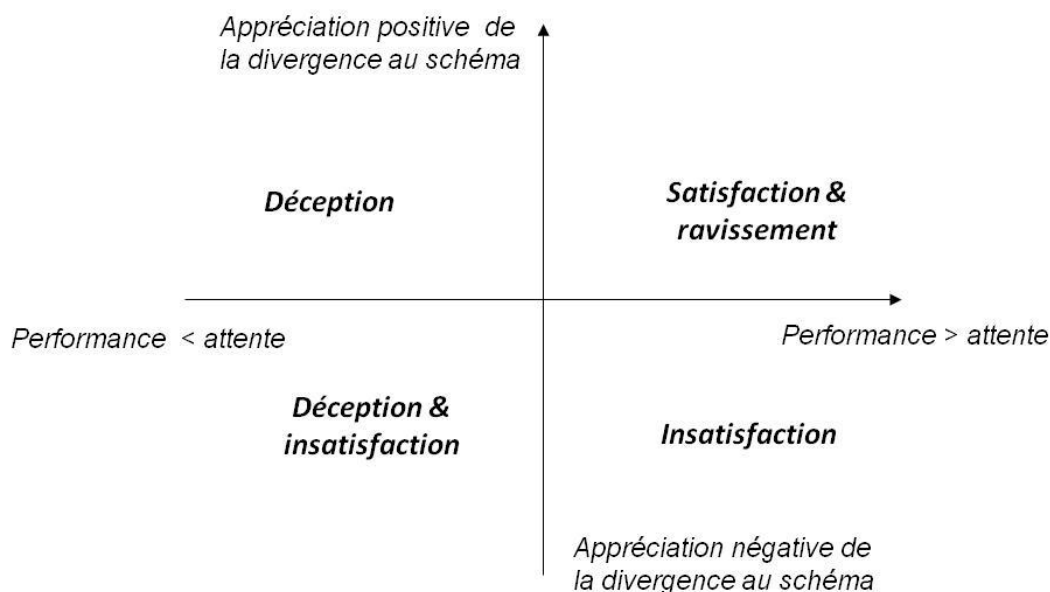 Appréciation positive de
la divergence au schéma
Déception
Satisfaction &
ravissement
Performance < attente
Performance > attente
Déception &
insatisfaction
Insatisfaction
Appréciation négative de
la divergence au schéma